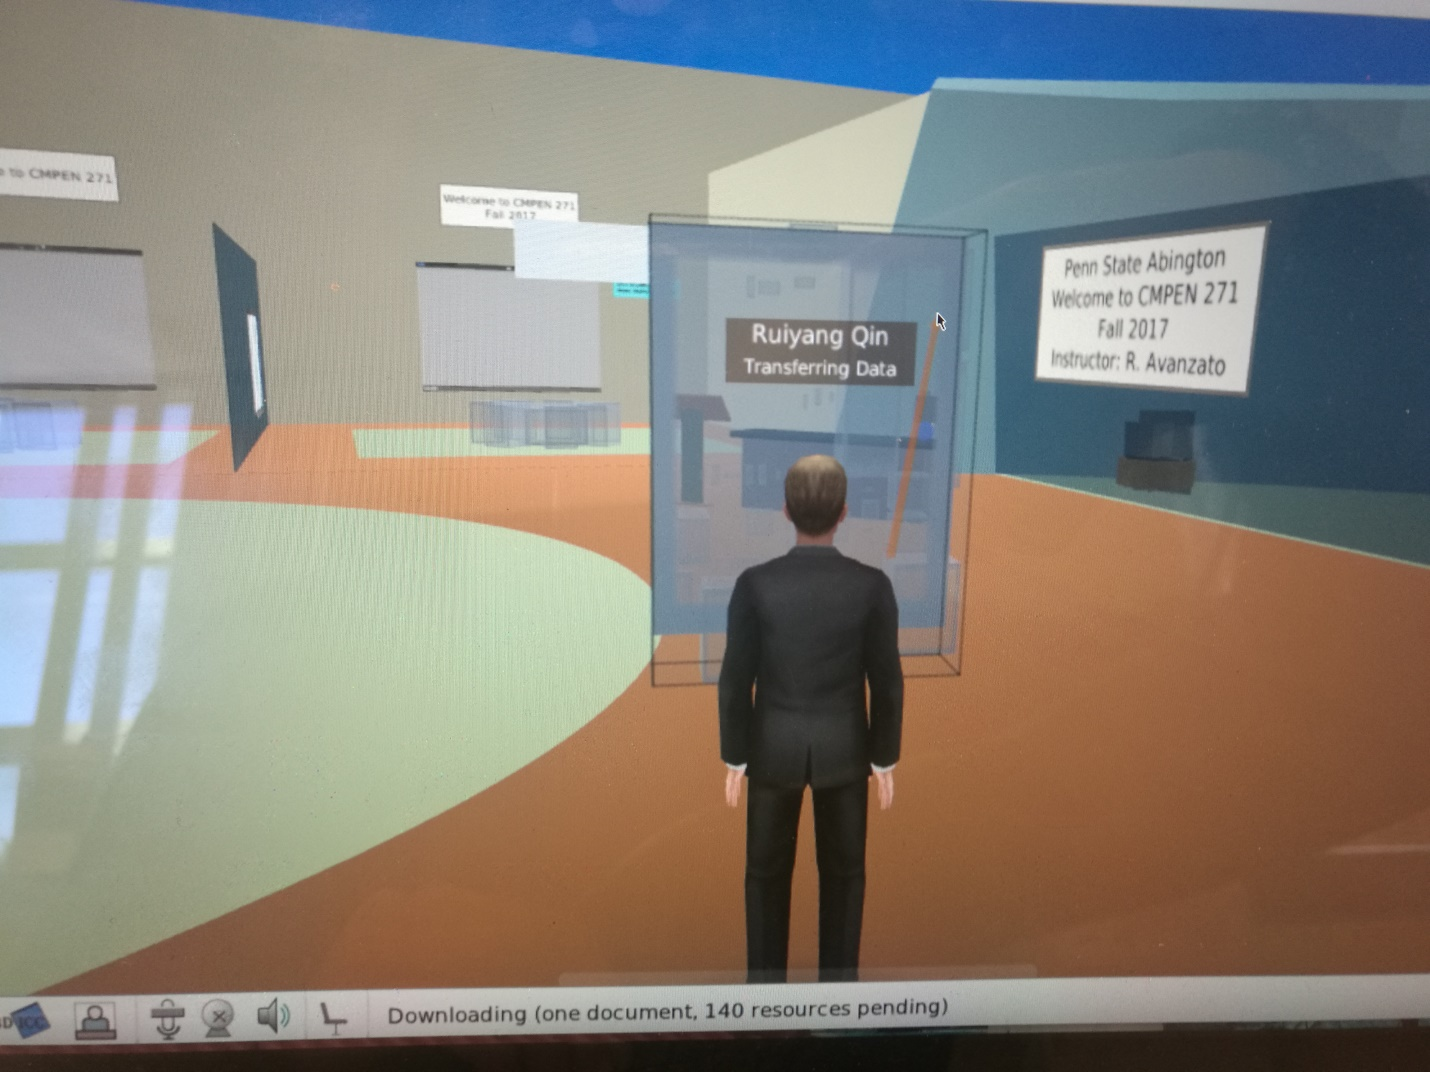 to CMPEN 271
Welcome to CMPEN 271
Fall 2017
Ruiyang Qin
Transferring Data
Penn State Abington
Welcome to CMPEN 271
Fall 2017
Instructor: R. Avanzato
Downloading (one document, 140 resources pending)